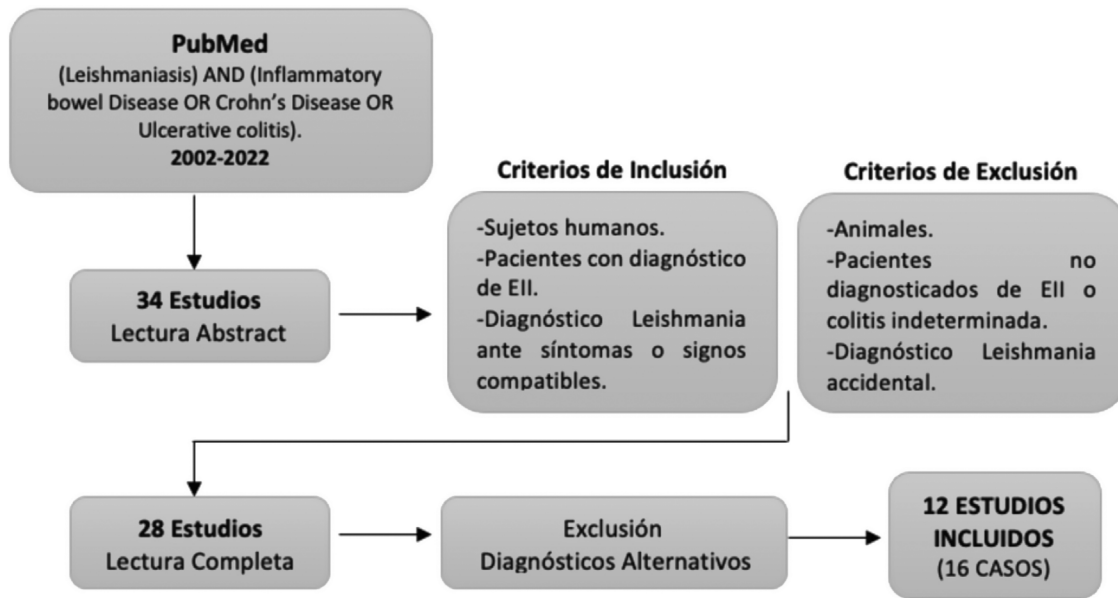 PubMed
(Leishmaniasis) AND (Inflammatory
bowel Disease OR Crohn’s Disease OR
Ulcerative colitis).
2002-2022
34 Estudios
Lectura Abstract
Criterios de Inclusión
-Sujetos humanos.
-Pacientes con diagnóstico
de EII.
-Diagnóstico Leishmania
ante síntomas o signos
compatibles.
Criterios de Exclusión
-Animales.
-Pacientes no
diagnosticados de EII o
colitis indeterminada.
-Diagnóstico Leishmania
accidental.
28 Estudios
Lectura Completa
Exclusión
Diagnósticos Alternativos
12 ESTUDIOS
INCLUIDOS
(16 CASOS)